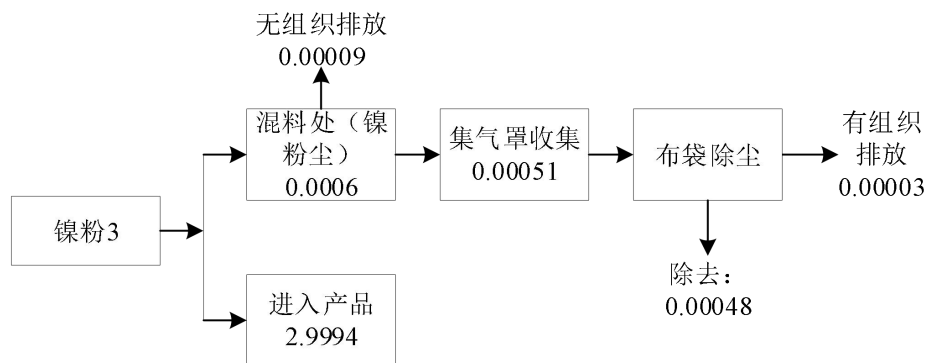 无组织排放
0.00009
混料处（镍
粉尘）
0.0006
集气罩收集
0.00051
布袋除尘
有组织
排放
0.00003
镍粉3
除去：
0.00048
进入产品
2.9994